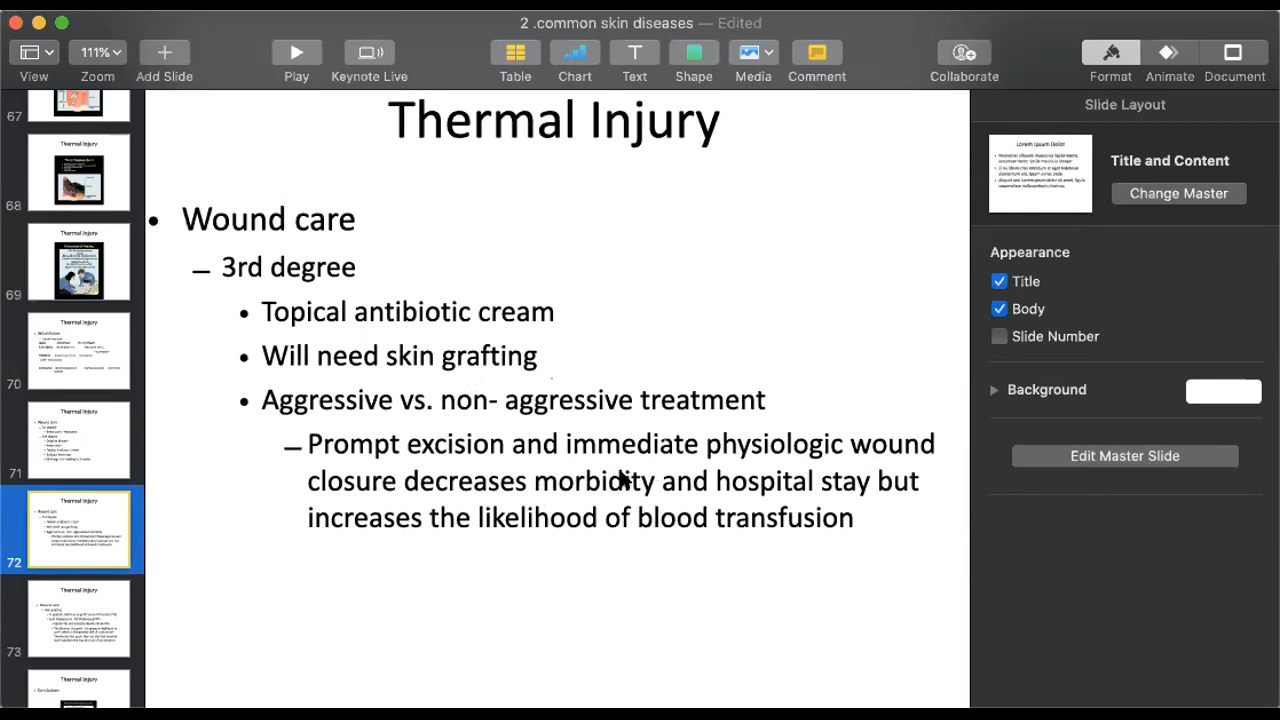 2 .common skin diseases — Edited
View
111%
Zoom
Add Slide
Play
Keynote Live
Table
Chart
Text
Shape
Media
Comment
Collaborate
Format
Animate
Document
67
Thermal Injury
68
Thermal Injury
69
Thermal Injury
70
Thermal Injury
71
Thermal Injury
72
Thermal Injury
73
Thermal Injury
• Wound care
– 3rd degree
• Topical antibiotic cream
• Will need skin grafting
• Aggressive vs. non- aggressive treatment
– Prompt excision and immediate physiologic wound
closure decreases morbidity and hospital stay but
increases the likelihood of blood transfusion
Slide Layout
Lorem Ipsum Dolor
Title and Content
Change Master
Appearance
Title
Body
Slide Number
Background
Edit Master Slide